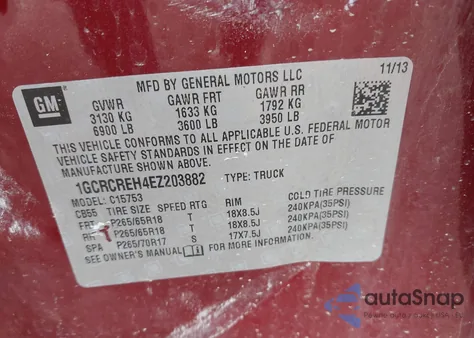 GM
MFD BY GENERAL MOTORS LLC 11/13
GVWR GAWR FRT GAWR RR
3130 KG 1633 KG 1792 KG
6900 LB 3600 LB 3950 LB
THIS VEHICLE CONFORMS TO ALL APPLICABLE U.S. FEDERAL MOTOR
VEHICLE SAFETY STANDARDS IN EFFECT ON THE DATE OF
MANUFACTURE SHOWN ABOVE.
1GCRCREH4EZ203882 TYPE: TRUCK
MODEL: C15753
CB55 TIRE SIZE SPEED RTG RIM COLD TIRE PRESSURE
FRT P265/65R18 T 18X8.5J 240KPA(35PSI)
RR P265/65R18 T 18X8.5J 240KPA(35PSI)
SPA P265/70R17 S 17X7.5J 240KPA(35PSI)
SEE OWNER'S MANUAL FOR MORE INFORMATION
autoSnap